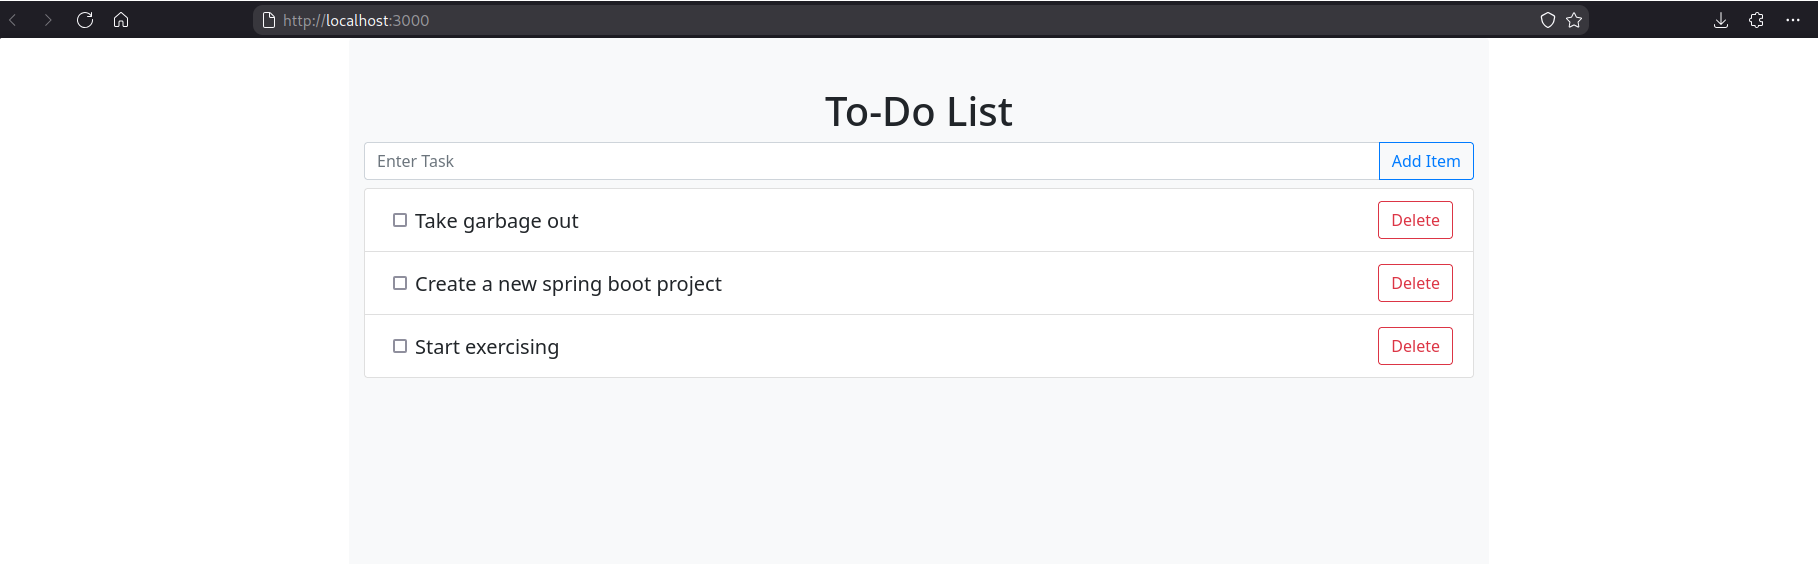 http://localhost:3000
To-Do List
Enter Task
Add Item
Take garbage out
Delete
Create a new spring boot project
Delete
Start exercising
Delete